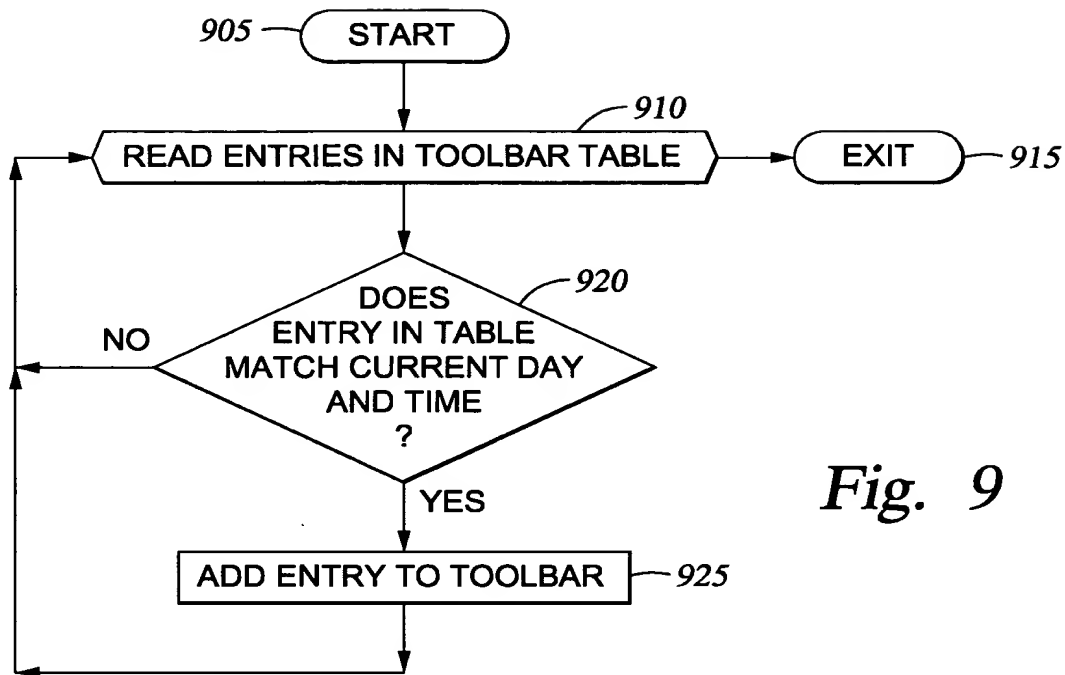 905
START
910
READ ENTRIES IN TOOLBAR TABLE
EXIT
915
920
DOES
ENTRY IN TABLE
MATCH CURRENT DAY
AND TIME
?
NO
YES
ADD ENTRY TO TOOLBAR
925
Fig. 9